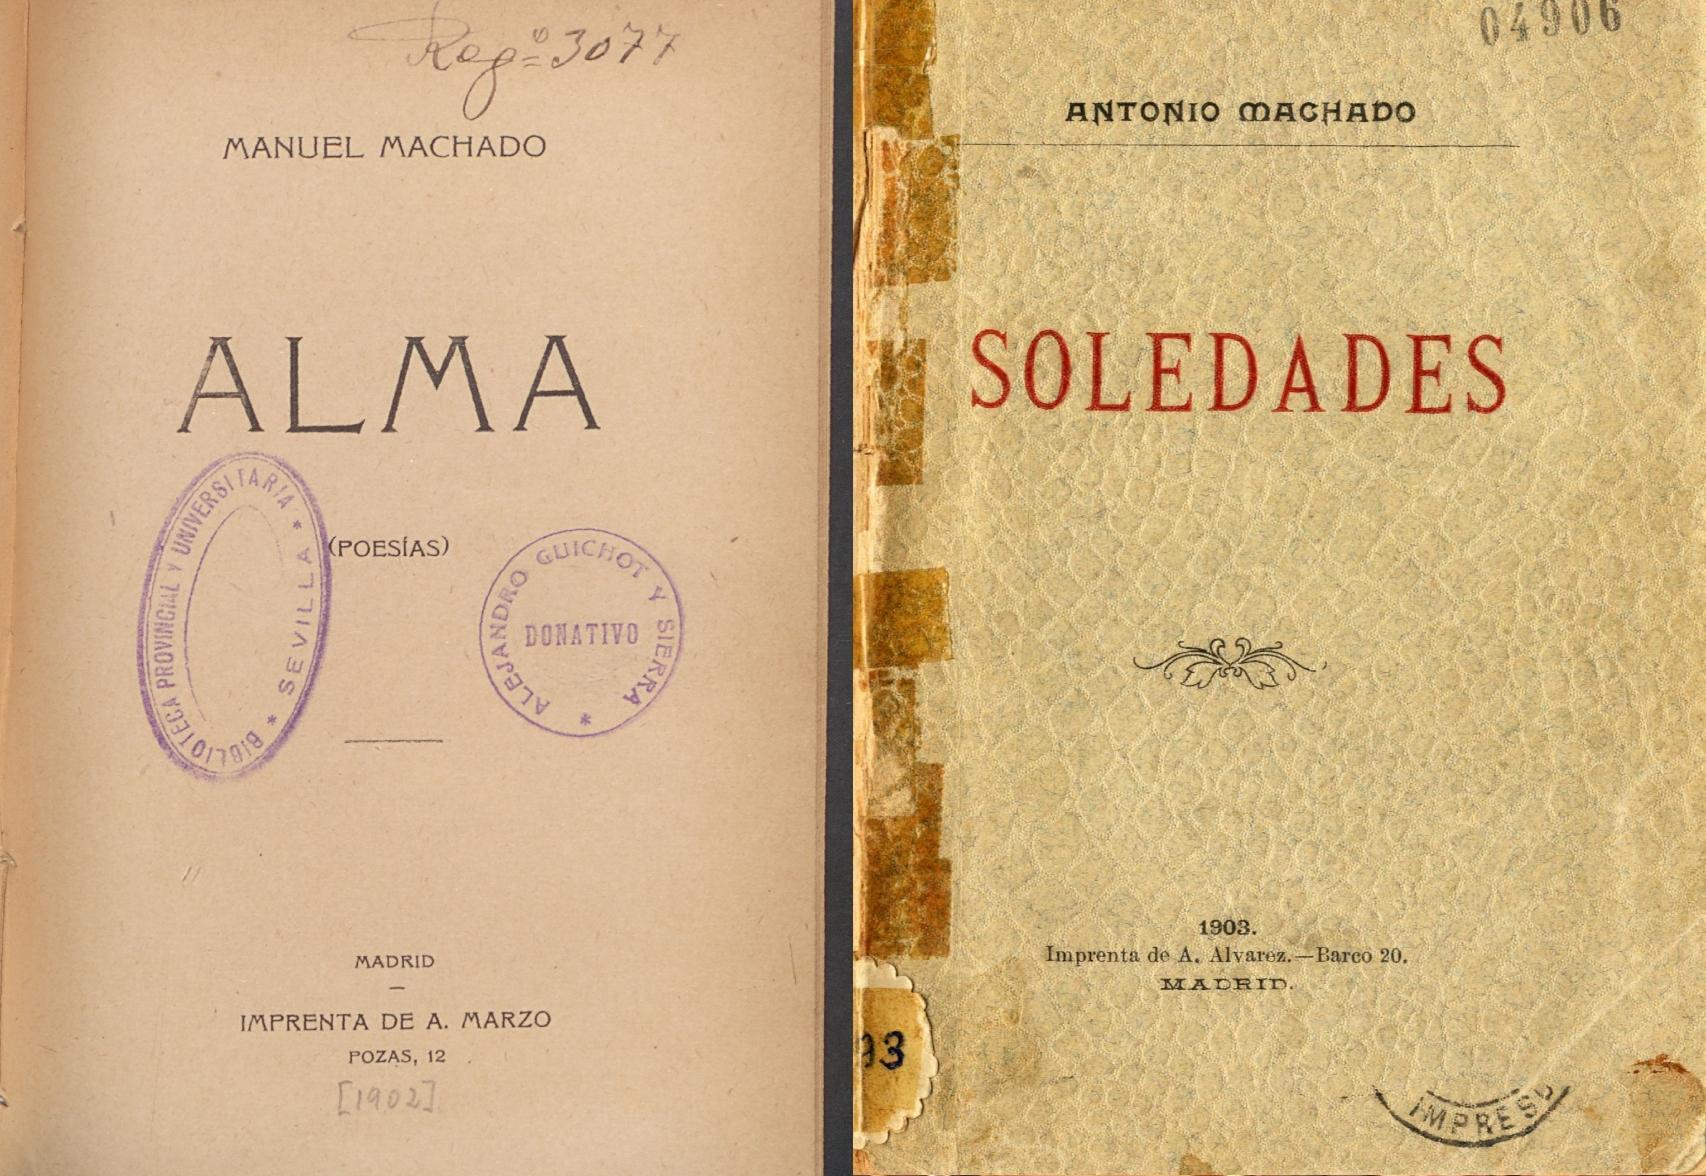 Regº=3077
MANUEL MACHADO
ALMA
(POESÍAS)
BIBLIOTECA PROVINCIAL Y UNIVERSITARIA * SEVILLA *
ALEJANDRO GUICHOT Y SIERRA *
DONATIVO
MADRID
IMPRENTA DE A. MARZO
POZAS, 12
[1902]
04906
ANTONIO MACHADO
SOLEDADES
1903.
Imprenta de A. Alvarez.—Barco 20.
MADRID.
93
IMPRESO